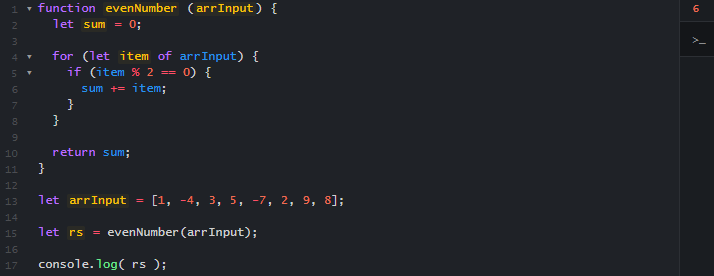 1 function evenNumber (arrInput) {
2 let sum = 0;
3
4 for (let item of arrInput) {
5 if (item % 2 == 0) {
6 sum += item;
7 }
8 }
9
10 return sum;
11 }
12
13 let arrInput = [1, -4, 3, 5, -7, 2, 9, 8];
14
15 let rs = evenNumber(arrInput);
16
17 console.log( rs );
6
>_